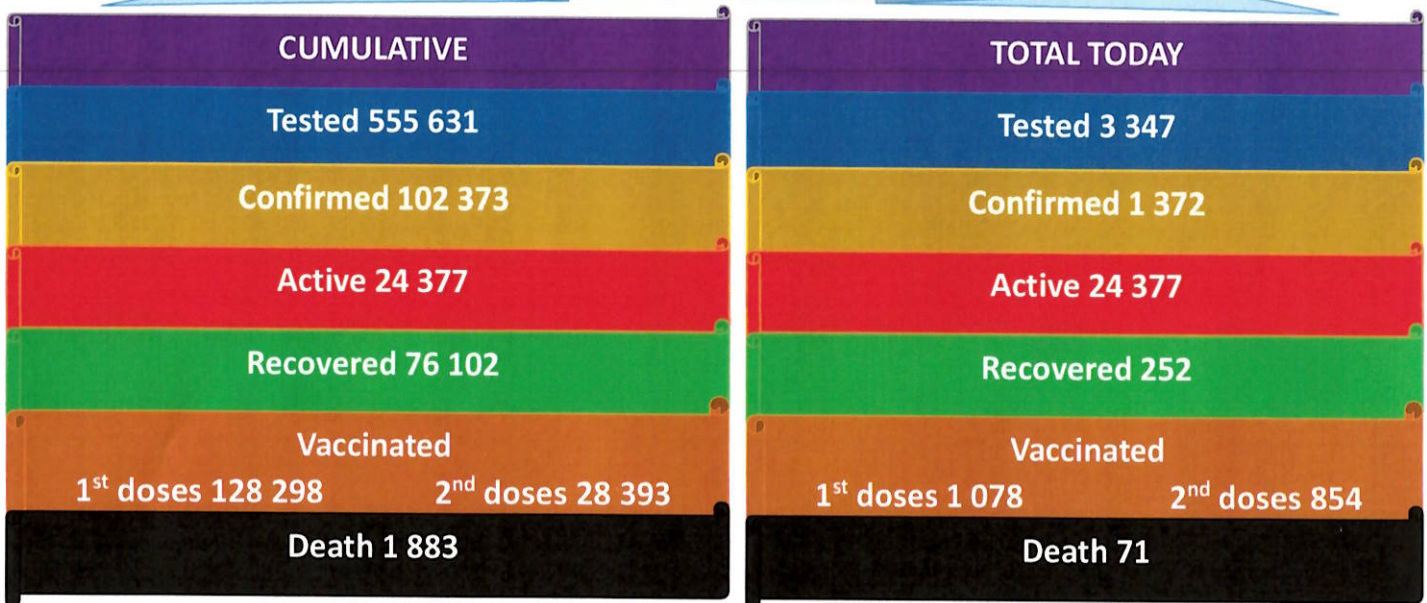 CUMULATIVE
Tested 555 631
Confirmed 102 373
Active 24 377
Recovered 76 102
Vaccinated
1st doses 128 298 2nd doses 28 393
Death 1 883
TOTAL TODAY
Tested 3 347
Confirmed 1 372
Active 24 377
Recovered 252
Vaccinated
1st doses 1 078 2nd doses 854
Death 71